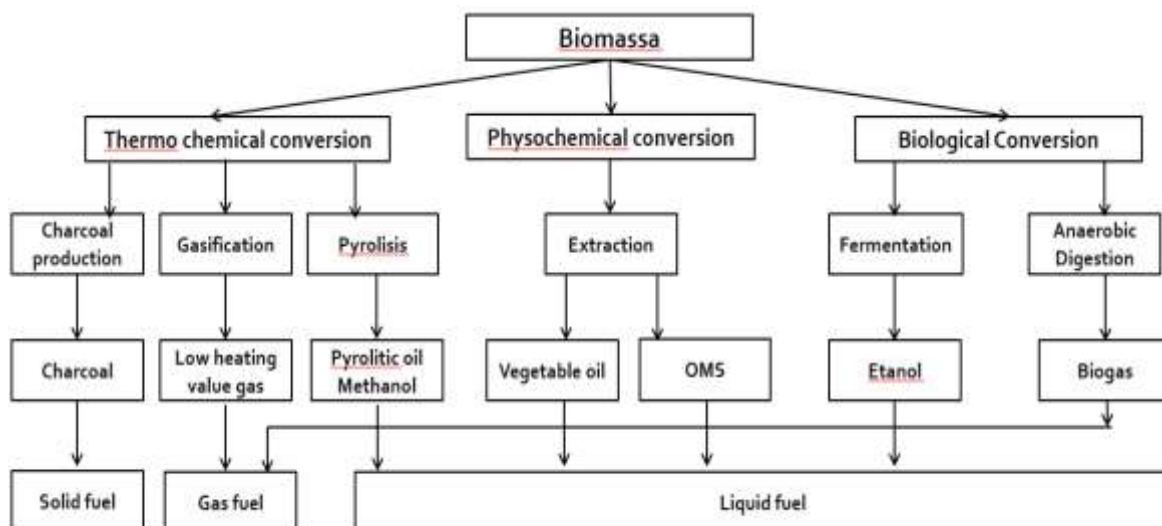 Biomassa
Thermo chemical conversion
Physochemical conversion
Biological Conversion
Charcoal
production
Gasification
Pyrolisis
Extraction
Fermentation
Anaerobic
Digestion
Charcoal
Low heating
value gas
Pyrolitic oil
Methanol
Vegetable oil
OMS
Etanol
Biogas
Solid fuel
Gas fuel
Liquid fuel